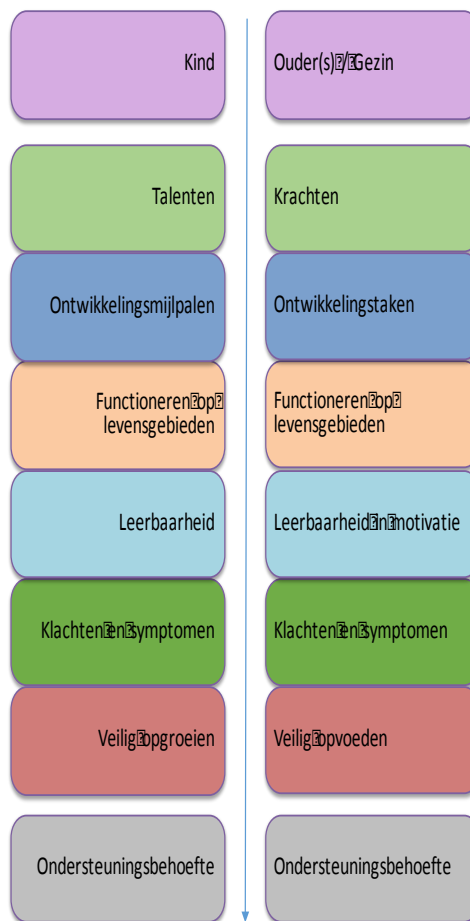 Kind
Ouder(s) / Gezin
Talenten
Krachten
Ontwikkelingsmijlpalen
Ontwikkelingstaken
Functioneren op
levensgebieden
Functioneren op
levensgebieden
Leerbaarheid
Leerbaarheid in motivatie
Klachten en symptomen
Klachten en symptomen
Veilig opgroeien
Veilig opvoeden
Ondersteuningsbehoefte
Ondersteuningsbehoefte